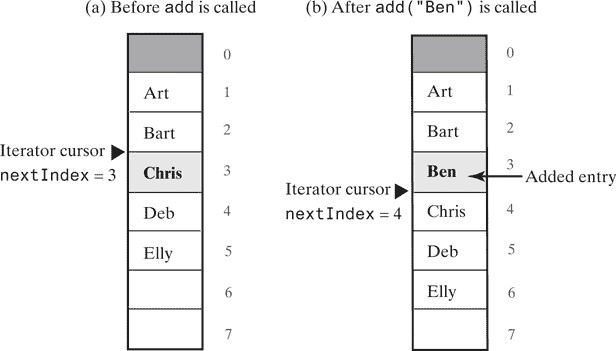 (a) Before add is called
0
Art 1
Bart 2
Iterator cursor
nextIndex = 3
Chris 3
Deb 4
Elly 5
6
7
(b) After add("Ben") is called
0
Art 1
Bart 2
Ben 3
Added entry
Iterator cursor
nextIndex = 4
Chris 4
Deb 5
Elly 6
7